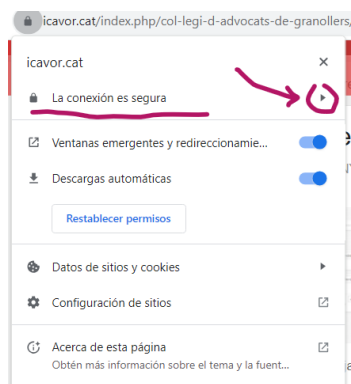 icavor.cat/index.php/col-legi-d-advocats-de-granollers/
icavor.cat
La conexión es segura
Ventanas emergentes y redireccionamie...
Descargas automáticas
Restablecer permisos
Datos de sitios y cookies
Configuración de sitios
Acerca de esta página
Obtén más información sobre el tema y la fuent...